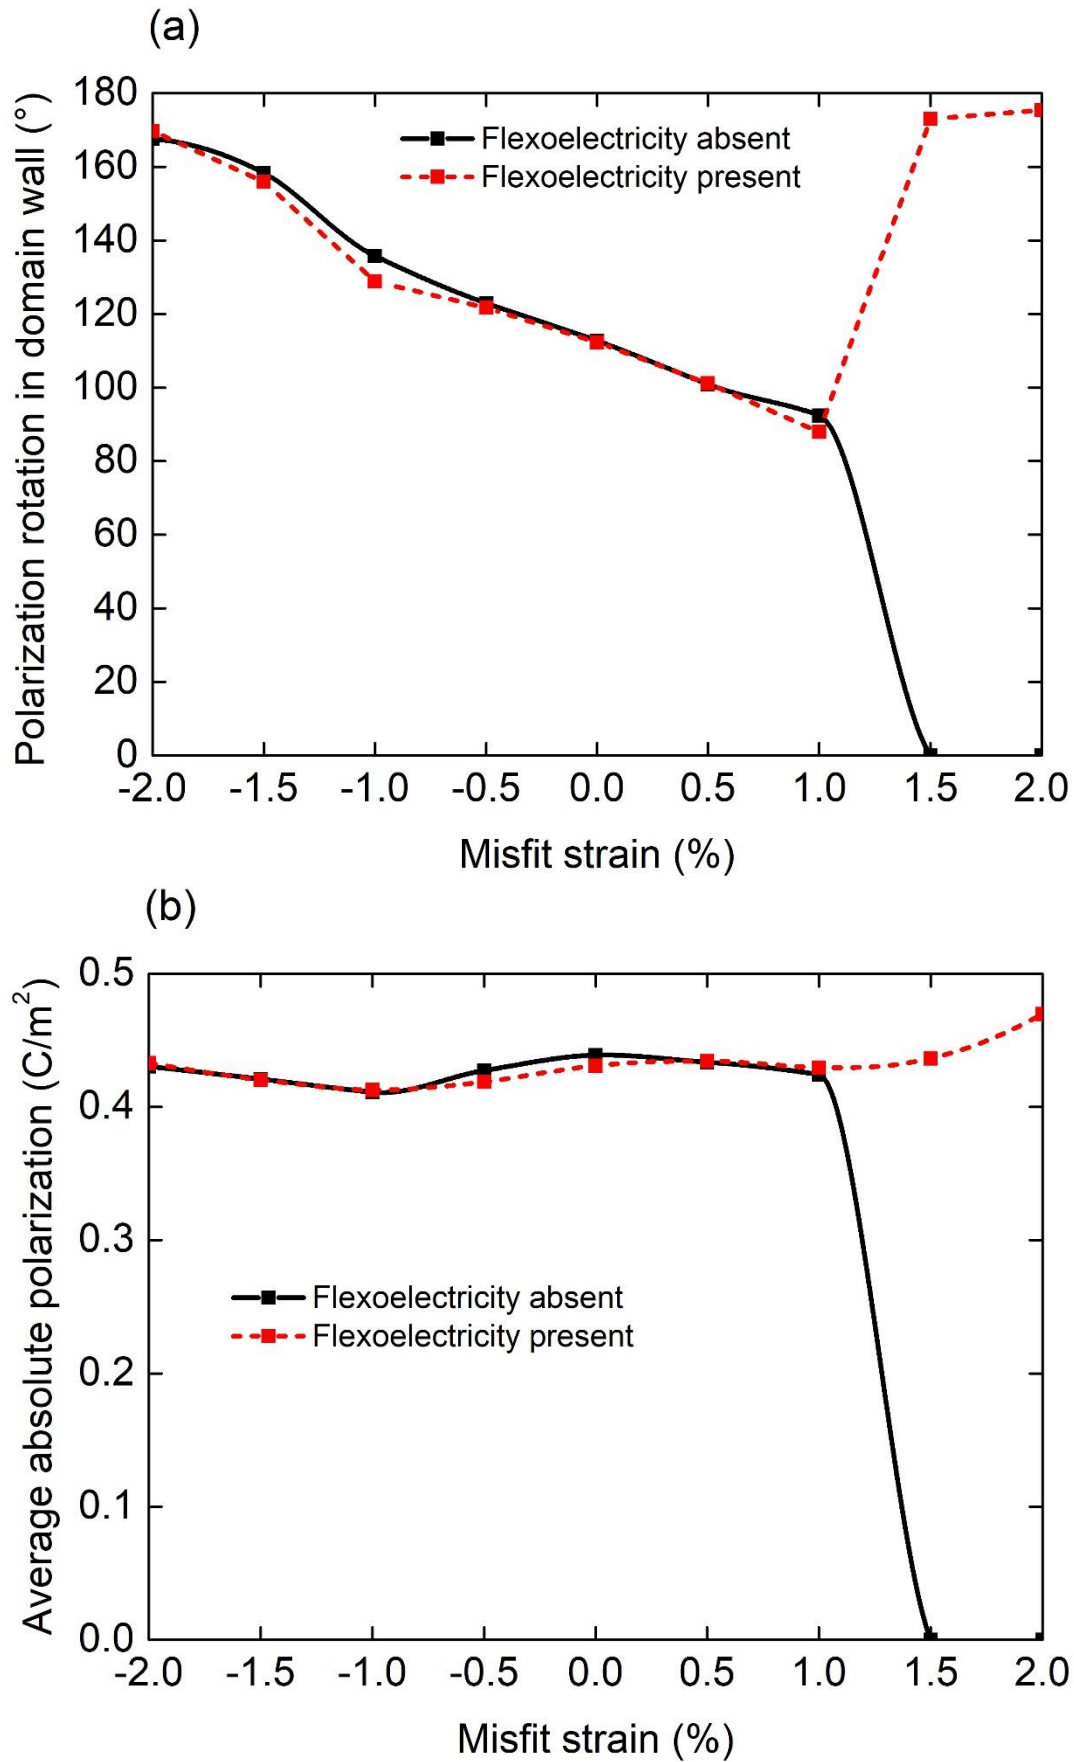 (a)
Polarization rotation in domain wall (°)
180
160
140
120
100
80
60
40
20
0
Flexoelectricity absent
Flexoelectricity present
-2.0 -1.5 -1.0 -0.5 0.0 0.5 1.0 1.5 2.0
Misfit strain (%)
(b)
Average absolute polarization (C/m²)
0.5
0.4
0.3
0.2
0.1
0.0
Flexoelectricity absent
Flexoelectricity present
-2.0 -1.5 -1.0 -0.5 0.0 0.5 1.0 1.5 2.0
Misfit strain (%)